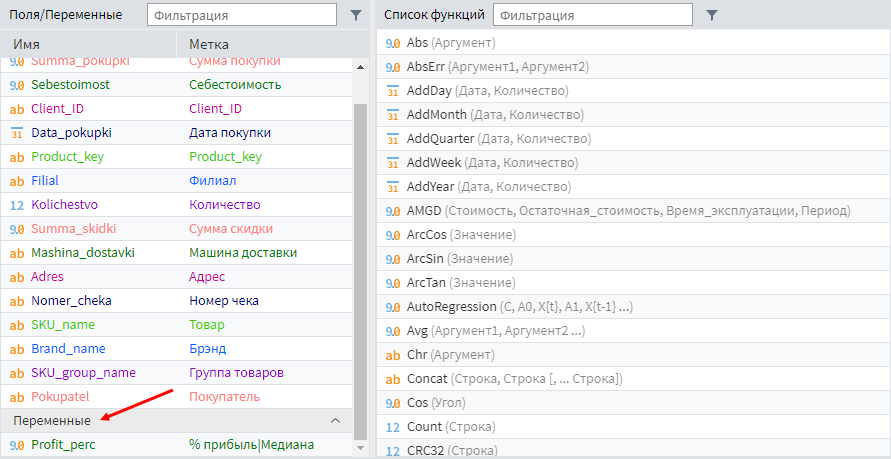 Поля/Переменные Фильтрация
Имя Метка
9.0 Summa_pokupki Сумма покупки
9.0 Sebestoimost Себестоимость
ab Client_ID Client_ID
31 Data_pokupki Дата покупки
ab Product_key Product_key
ab Filial Филиал
12 Kolichestvo Количество
9.0 Summa_skidki Сумма скидки
ab Mashina_dostavki Машина доставки
ab Adres Адрес
ab Nomer_cheka Номер чека
ab SKU_name Товар
ab Brand_name Брэнд
ab SKU_group_name Группа товаров
ab Pokupatel Покупатель
Переменные
9.0 Profit_perc % прибыль|Медиана
Список функций Фильтрация
9.0 Abs (Аргумент)
9.0 AbsErr (Аргумент1, Аргумент2)
31 AddDay (Дата, Количество)
31 AddMonth (Дата, Количество)
31 AddQuarter (Дата, Количество)
31 AddWeek (Дата, Количество)
31 AddYear (Дата, Количество)
9.0 AMGD (Стоимость, Остаточная_стоимость, Время_эксплуатации, Период)
9.0 ArcCos (Значение)
9.0 ArcSin (Значение)
9.0 ArcTan (Значение)
9.0 AutoRegression (C, A0, X{t}, A1, X{t-1} ...)
9.0 Avg (Аргумент1, Аргумент2 ...)
ab Chr (Аргумент)
ab Concat (Строка, Строка [, ... Строка])
9.0 Cos (Угол)
12 Count (Строка)
12 CRC32 (Строка)